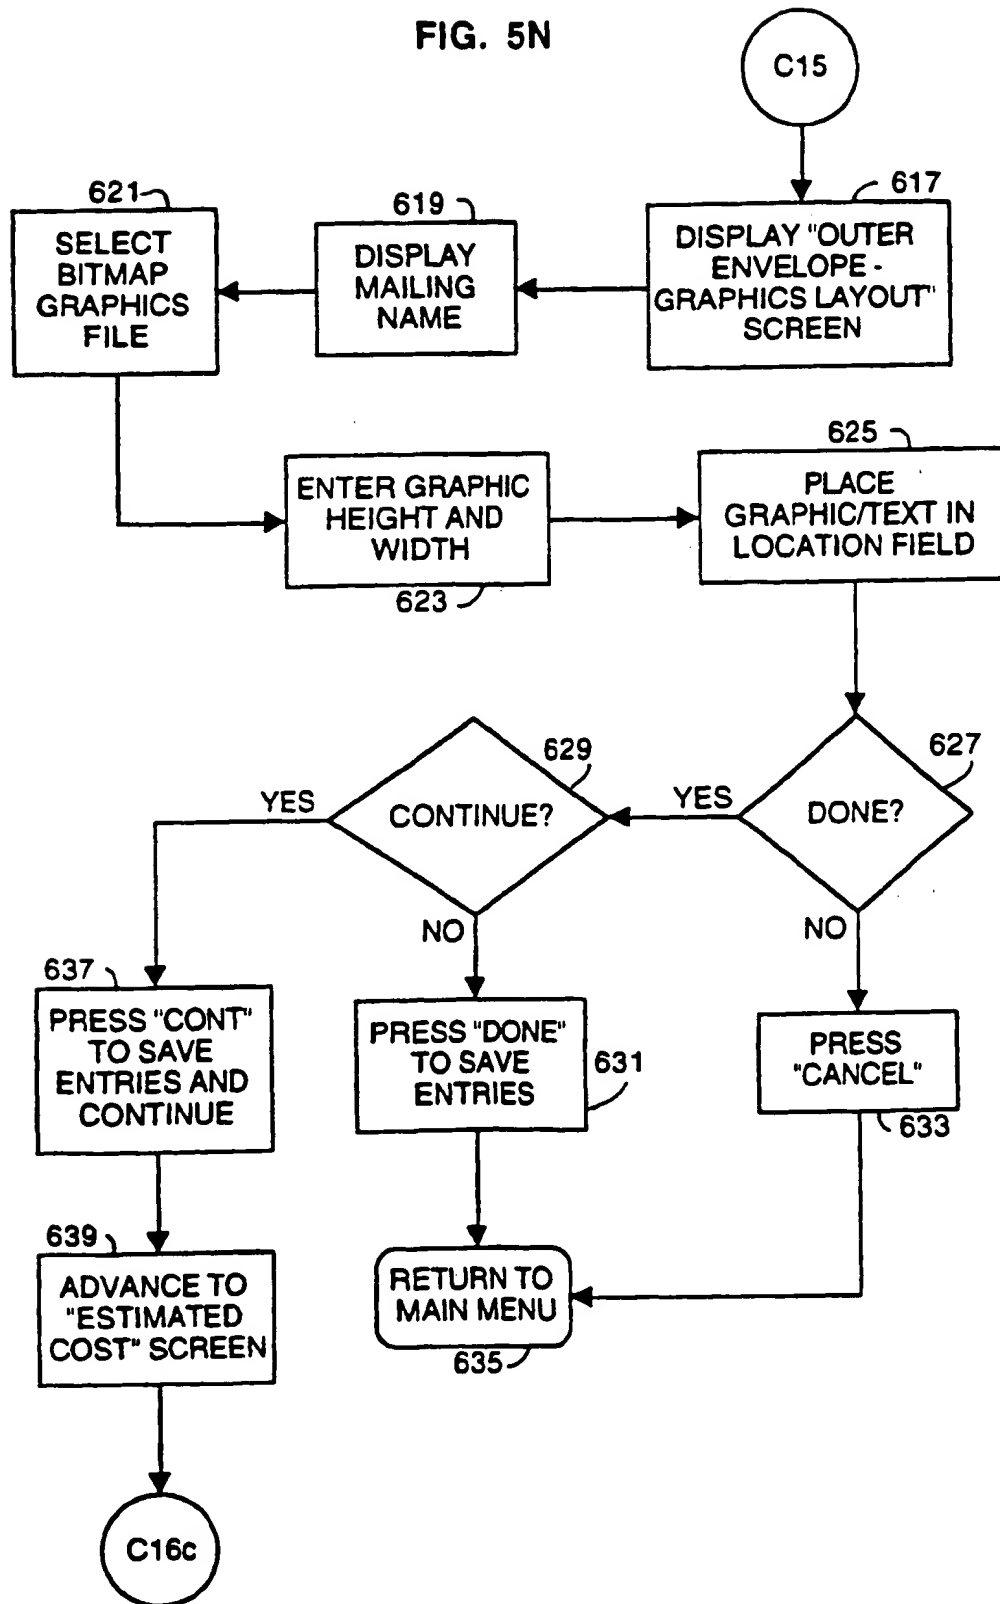 FIG. 5N
C15
617
DISPLAY "OUTER
ENVELOPE -
GRAPHICS LAYOUT"
SCREEN
619
DISPLAY
MAILING
NAME
621
SELECT
BITMAP
GRAPHICS
FILE
ENTER GRAPHIC
HEIGHT AND
WIDTH
623
625
PLACE
GRAPHIC/TEXT IN
LOCATION FIELD
627
DONE?
YES
NO
629
CONTINUE?
YES
NO
637
PRESS "CONT"
TO SAVE
ENTRIES AND
CONTINUE
PRESS "DONE"
TO SAVE
ENTRIES
631
PRESS
"CANCEL"
633
639
ADVANCE TO
"ESTIMATED
COST" SCREEN
RETURN TO
MAIN MENU
635
C16c